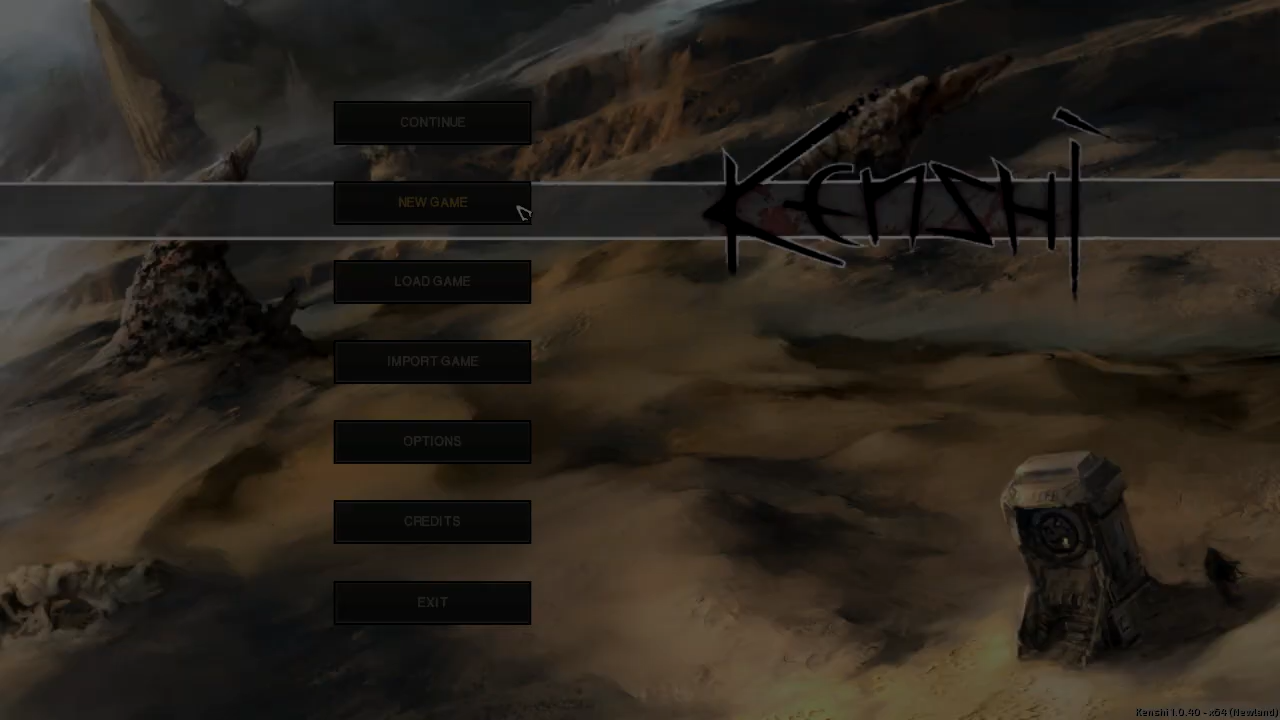 CONTINUE
NEW GAME
KENSHI
LOAD GAME
IMPORT GAME
OPTIONS
CREDITS
EXIT
Kenshi 1.0.40 - x64 (Newland)